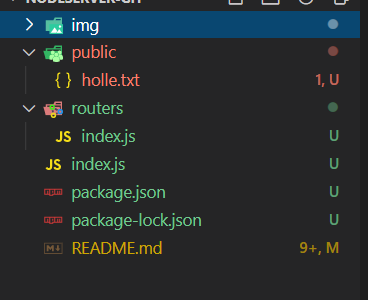 NODESERVER-GIT
img
public
{ } holle.txt 1, U
routers
JS index.js U
JS index.js U
package.json U
package-lock.json U
README.md 9+, M